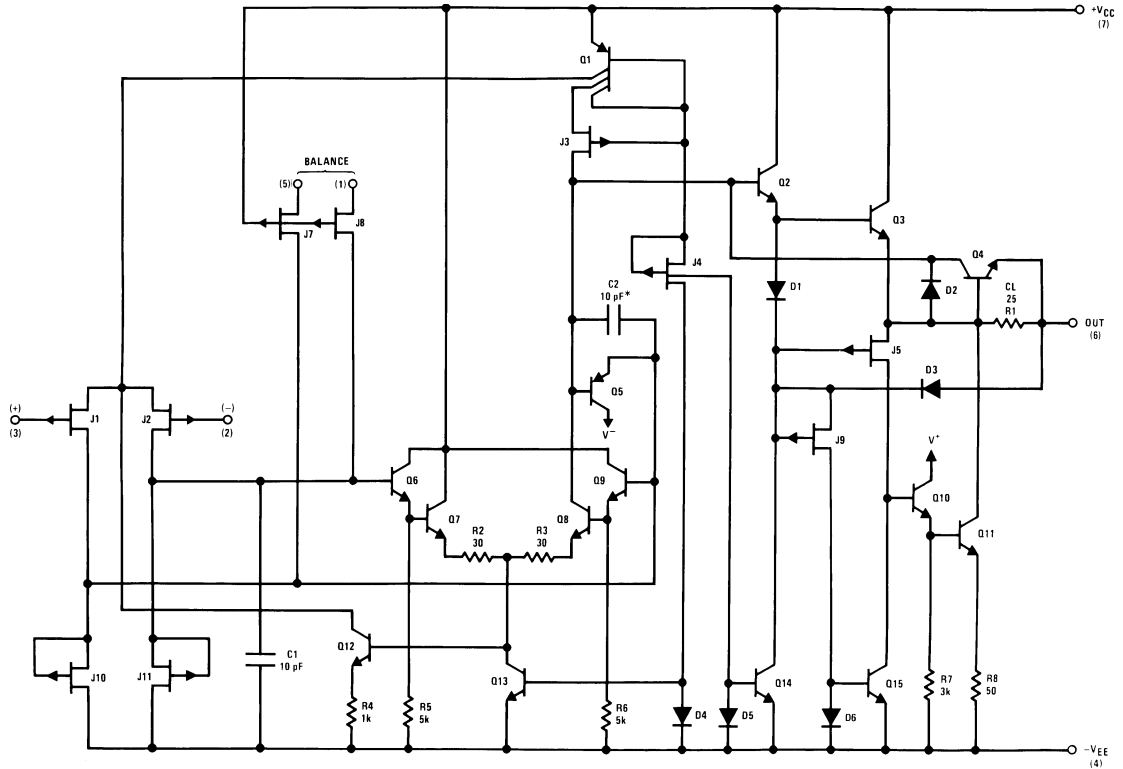 +VCC
(7)
Q1
J3
BALANCE
(5)
(1)
J7
J8
Q2
Q3
J4
Q4
C2
10 pF*
D1
D2
CL
25
R1
OUT
(6)
J5
D3
(+)
(3)
J1
J2
(−)
(2)
Q5
V−
J9
V+
Q6
Q9
Q10
Q7
Q8
Q11
R2
30
R3
30
J10
J11
C1
10 pF
Q12
Q13
R4
1k
R5
5k
R6
5k
D4
D5
Q14
D6
Q15
R7
3k
R8
50
−VEE
(4)